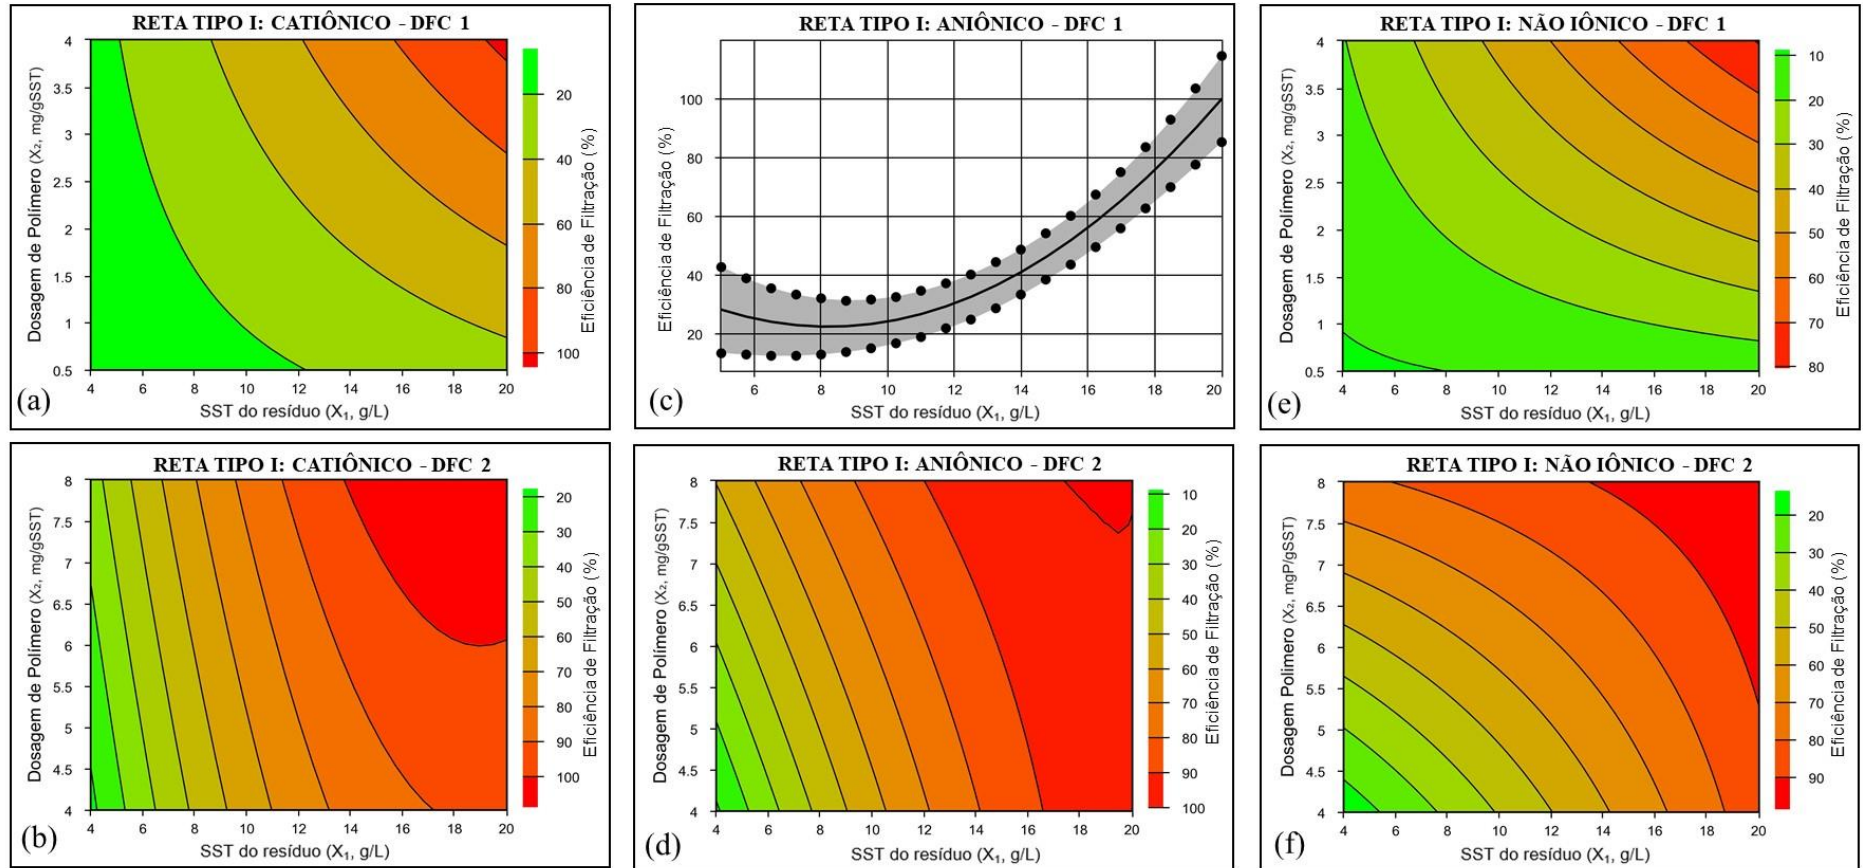 RETA TIPO I: CATIÔNICO - DFC 1
4
3.5
3
2.5
2
1.5
1
0.5
4 6 8 10 12 14 16 18 20
Dosagem de Polímero (X₂, mg/gSST)
SST do resíduo (X₁, g/L)
20
40
60
80
100
Eficiência de Filtração (%)
(a)
RETA TIPO I: ANIÔNICO - DFC 1
100
80
60
40
20
6 8 10 12 14 16 18 20
Eficiência de Filtração (%)
SST do resíduo (X₁, g/L)
(c)
RETA TIPO I: NÃO IÔNICO - DFC 1
4
3.5
3
2.5
2
1.5
1
0.5
4 6 8 10 12 14 16 18 20
Dosagem de Polímero (X₂, mg/gSST)
SST do resíduo (X₁, g/L)
10
20
30
40
50
60
70
80
Eficiência de Filtração (%)
(e)
RETA TIPO I: CATIÔNICO - DFC 2
8
7.5
7
6.5
6
5.5
5
4.5
4
4 6 8 10 12 14 16 18 20
Dosagem de Polímero (X₂, mg/gSST)
SST do resíduo (X₁, g/L)
20
30
40
50
60
70
80
90
100
Eficiência de Filtração (%)
(b)
RETA TIPO I: ANIÔNICO - DFC 2
8
7.5
7
6.5
6
5.5
5
4.5
4
4 6 8 10 12 14 16 18 20
Dosagem de Polímero (X₂, mg/gSST)
SST do resíduo (X₁, g/L)
10
20
30
40
50
60
70
80
90
100
Eficiência de Filtração (%)
(d)
RETA TIPO I: NÃO IÔNICO - DFC 2
8
7.5
7
6.5
6
5.5
5
4.5
4
4 6 8 10 12 14 16 18 20
Dosagem Polimero (X₂, mgP/gSST)
SST do resíduo (X₁, g/L)
20
30
40
50
60
70
80
90
Eficiência de Filtração (%)
(f)